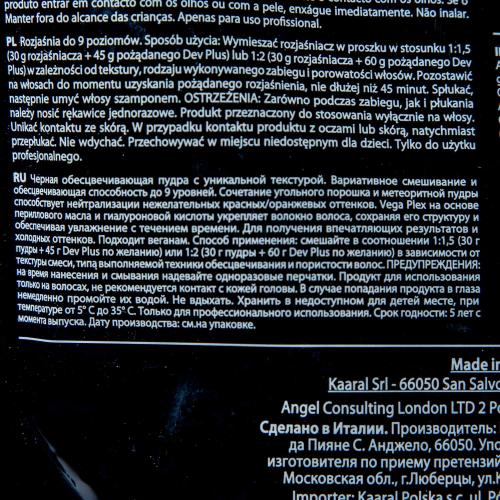 produto entrar em contacto com os olhos ou com a pele, enxágue imediatamente. Não inalar.
Manter fora do alcance das crianças. Apenas para uso profissional.
PL Rozjaśnia do 9 poziomów. Sposób użycia: Wymieszać rozjaśniacz w proszku w stosunku 1:1,5
(30 g rozjaśniacza + 45 g pożądanego Dev Plus) lub 1:2 (30 g rozjaśniacza + 60 g pożądanego Dev
Plus) w zależności od tekstury, rodzaju wykonywanego zabiegu i porowatości włosów. Pozostawić
na włosach do momentu uzyskania pożądanego rozjaśnienia, nie dłużej niż 45 minut. Spłukać,
następnie umyć włosy szamponem. OSTRZEŻENIA: Zarówno podczas zabiegu, jak i płukania
należy nosić rękawice jednorazowe. Produkt przeznaczony do stosowania wyłącznie na włosy.
Unikać kontaktu ze skórą. W przypadku kontaktu produktu z oczami lub skórą, natychmiast
przepłukać. Nie wdychać. Przechowywać w miejscu niedostępnym dla dzieci. Tylko do użytku
profesjonalnego.
RU Черная обесцвечивающая пудра с уникальной текстурой. Вариативное смешивание и
обесцвечивающая способность до 9 уровней. Сочетание угольного порошка и метеоритной пудры
способствует нейтрализации нежелательных красных/оранжевых оттенков. Vega Plex на основе
перилового масла и гиалуроновой кислоты укрепляет волокно волоса, сохраняя его структуру и
обеспечивая увлажнение с течением времени. Для получения впечатляющих результатов и
холодных оттенков. Подходит веганам. Способ применения: смешайте в соотношении 1:1,5 (30 г
пудры + 45 г Dev Plus по желанию) или 1:2 (30 г пудры + 60 г Dev Plus по желанию) в зависимости от
текстуры смеси, типа выполняемой техники обесцвечивания и пористости волос. ПРЕДУПРЕЖДЕНИЯ:
на время нанесения и смывания надевайте одноразовые перчатки. Продукт для использования
только на волосах, не рекомендуется контакт с кожей головы. В случае попадания продукта в глаза
немедленно промойте их водой. Не вдыхать. Хранить в недоступном для детей месте, при
температуре от 5° C до 35° C. Только для профессионального использования. Срок годности: 5 лет с
момента выпуска. Дату производства: см.на упаковке.
Made in
Kaaral Srl - 66050 San Salvo
Angel Consulting London LTD 2 Po
Сделано в Италии. Производитель:
да Пияне С. Анджело, 66050. Упо
изготовителя по приему претензий
Московская обл., г.Люберцы, ул.К
Importer: Kaaral Polska s.c. ul. Po